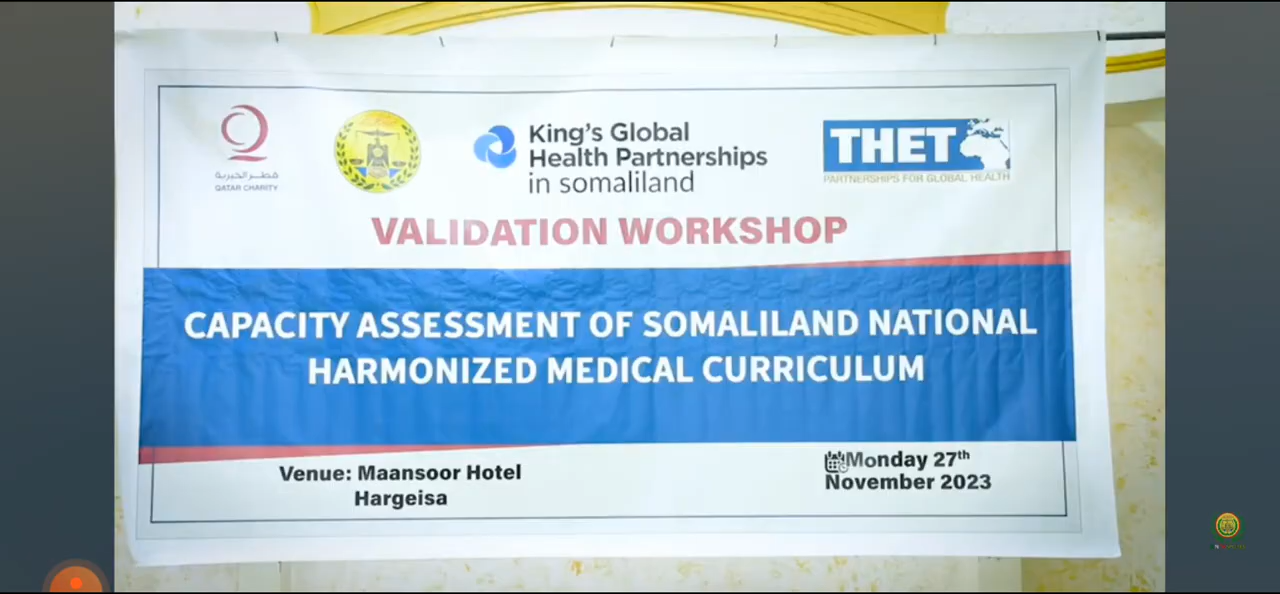 قطر الخيرية
QATAR CHARITY
King's Global
Health Partnerships
in somaliland
THET
PARTNERSHIPS FOR GLOBAL HEALTH
VALIDATION WORKSHOP
CAPACITY ASSESSMENT OF SOMALILAND NATIONAL
HARMONIZED MEDICAL CURRICULUM
Venue: Maansoor Hotel
Hargeisa
Monday 27th
November 2023